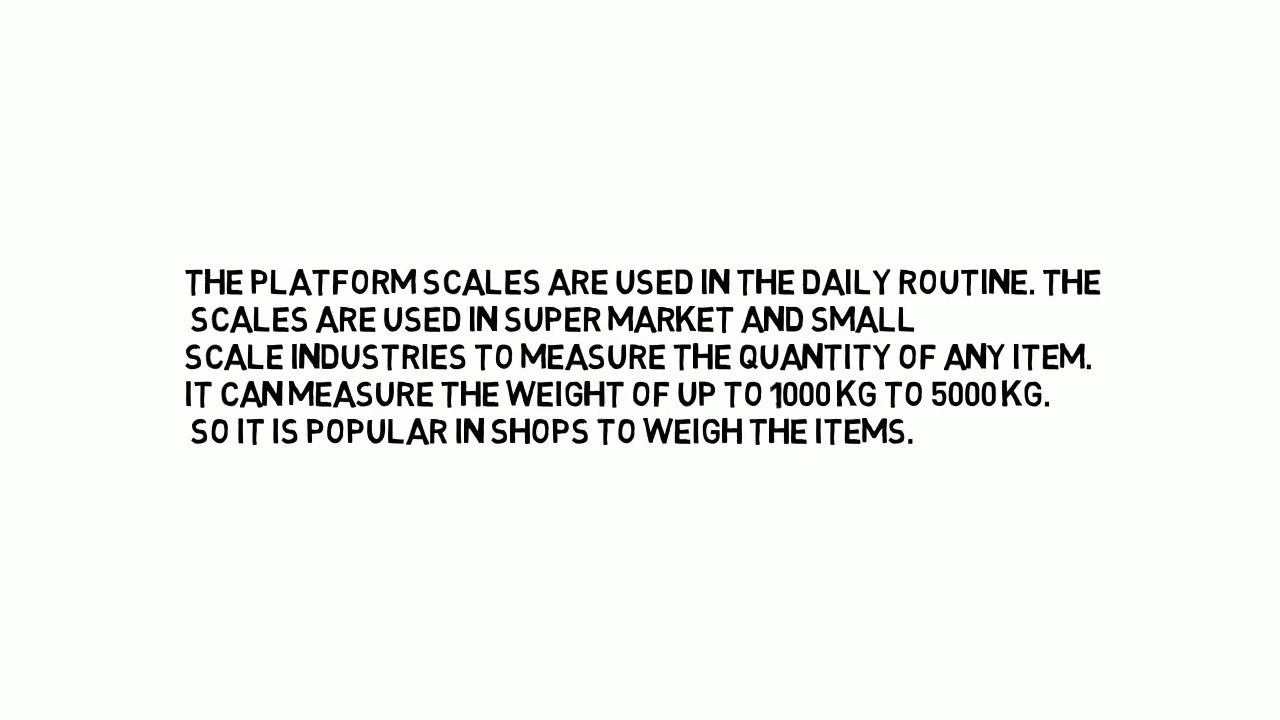 THE PLATFORM SCALES ARE USED IN THE DAILY ROUTINE. THE
SCALES ARE USED IN SUPER MARKET AND SMALL
SCALE INDUSTRIES TO MEASURE THE QUANTITY OF ANY ITEM.
IT CAN MEASURE THE WEIGHT OF UP TO 1000 KG TO 5000 KG.
SO IT IS POPULAR IN SHOPS TO WEIGH THE ITEMS.